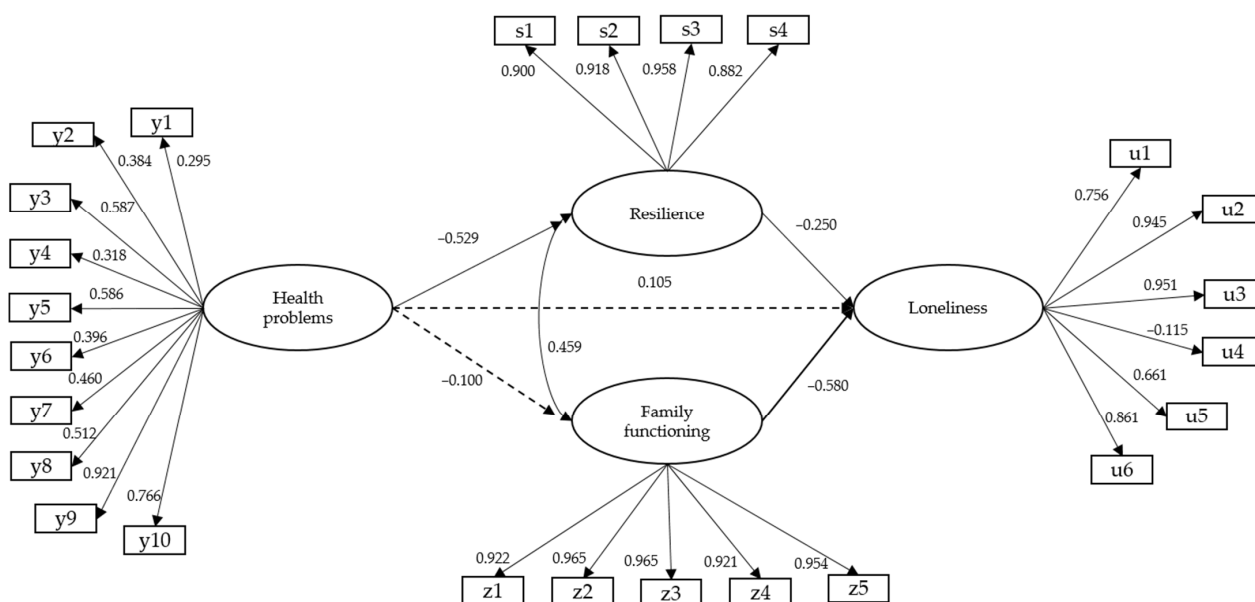 s1
s2
s3
s4
0.900
0.918
0.958
0.882
y1
y2
y3
y4
y5
y6
y7
y8
y9
y10
0.295
0.384
0.587
0.318
0.586
0.396
0.460
0.512
0.921
0.766
Health
problems
Resilience
Family
functioning
Loneliness
−0.529
−0.250
0.105
0.459
−0.100
−0.580
u1
u2
u3
u4
u5
u6
0.756
0.945
0.951
−0.115
0.661
0.861
0.922
0.965
0.965
0.921
0.954
z1
z2
z3
z4
z5